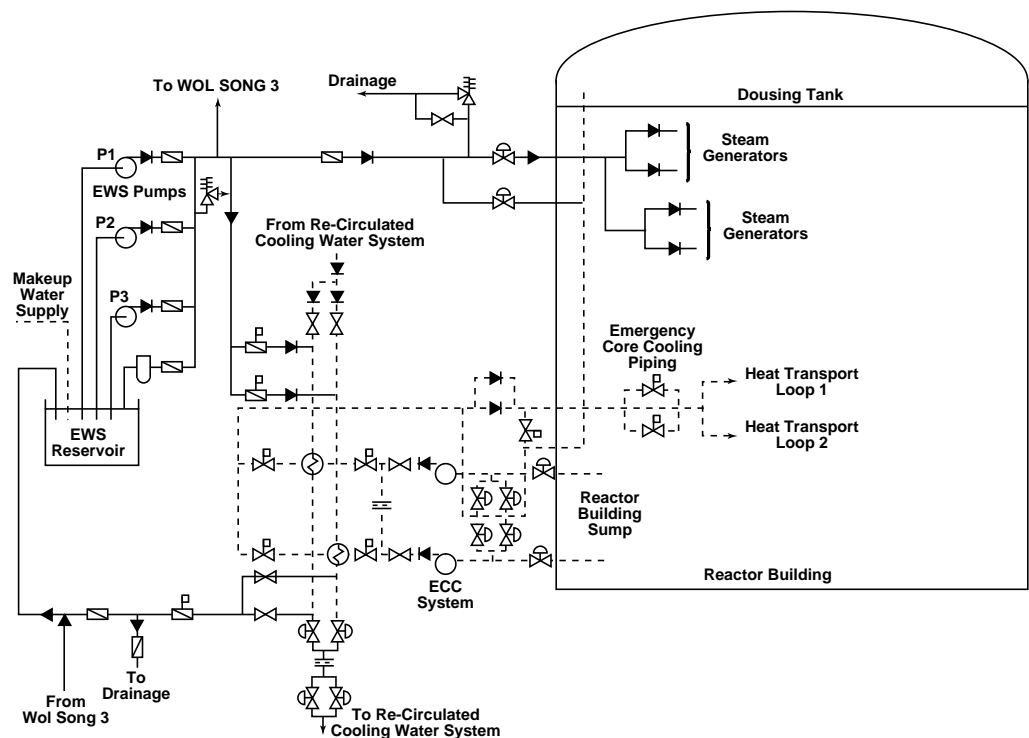 To WOL SONG 3
Drainage
Dousing Tank
P1
EWS Pumps
Steam
Generators
P2
From Re-Circulated
Cooling Water System
Steam
Generators
Makeup
Water
Supply
P3
Emergency
Core Cooling
Piping
Heat Transport
Loop 1
EWS
Reservoir
Heat Transport
Loop 2
Reactor
Building
Sump
ECC
System
Reactor Building
To
Drainage
From
Wol Song 3
To Re-Circulated
Cooling Water System